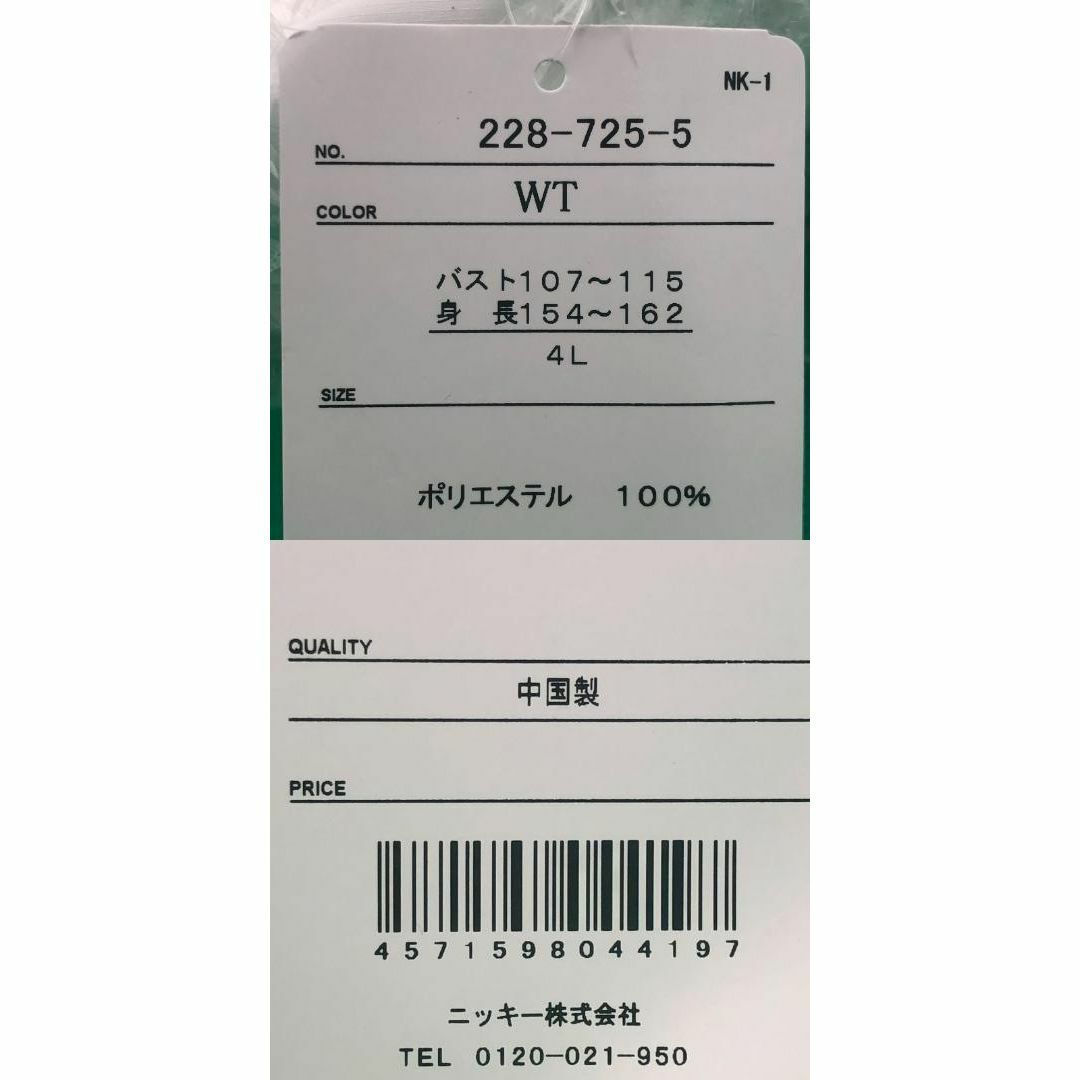 NK-1
NO. 228-725-5
COLOR WT
バスト107~115
身 長154~162
4L
SIZE
ポリエステル 100%
QUALITY
中国製
PRICE
4571598044197
ニッキー株式会社
TEL 0120-021-950